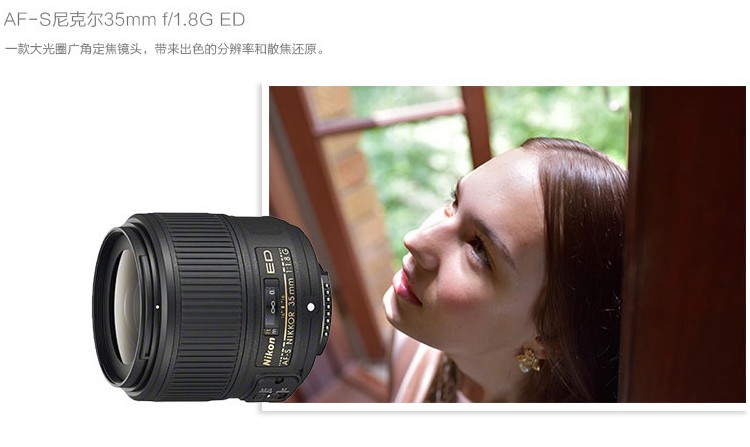 AF-S尼克尔35mm f/1.8G ED
一款大光圈广角定焦镜头，带来出色的分辨率和散焦还原。
ED
Nikon
AF-S NIKKOR 35mm 1:1.8G